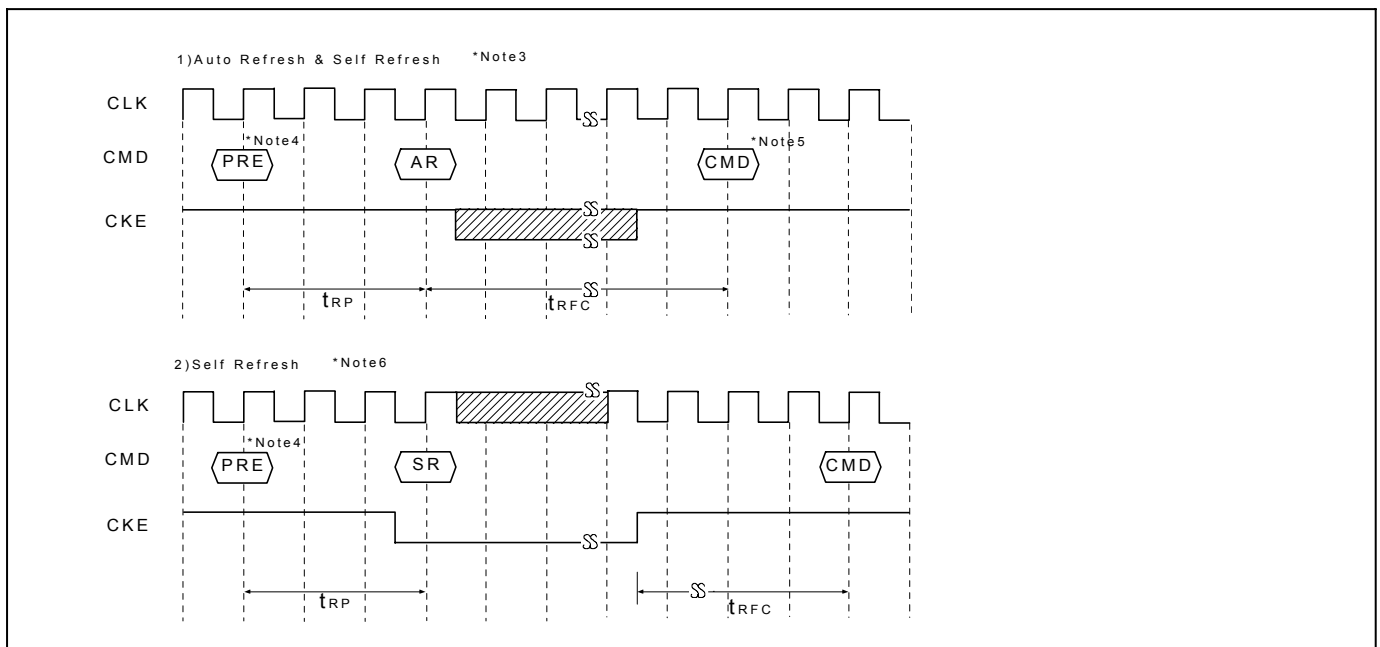 1)Auto Refresh & Self Refresh *Note3
CLK
CMD
*Note4
PRE
AR
CMD
*Note5
CKE
tRP
tRFC
2)Self Refresh *Note6
CLK
CMD
*Note4
PRE
SR
CMD
CKE
tRP
tRFC